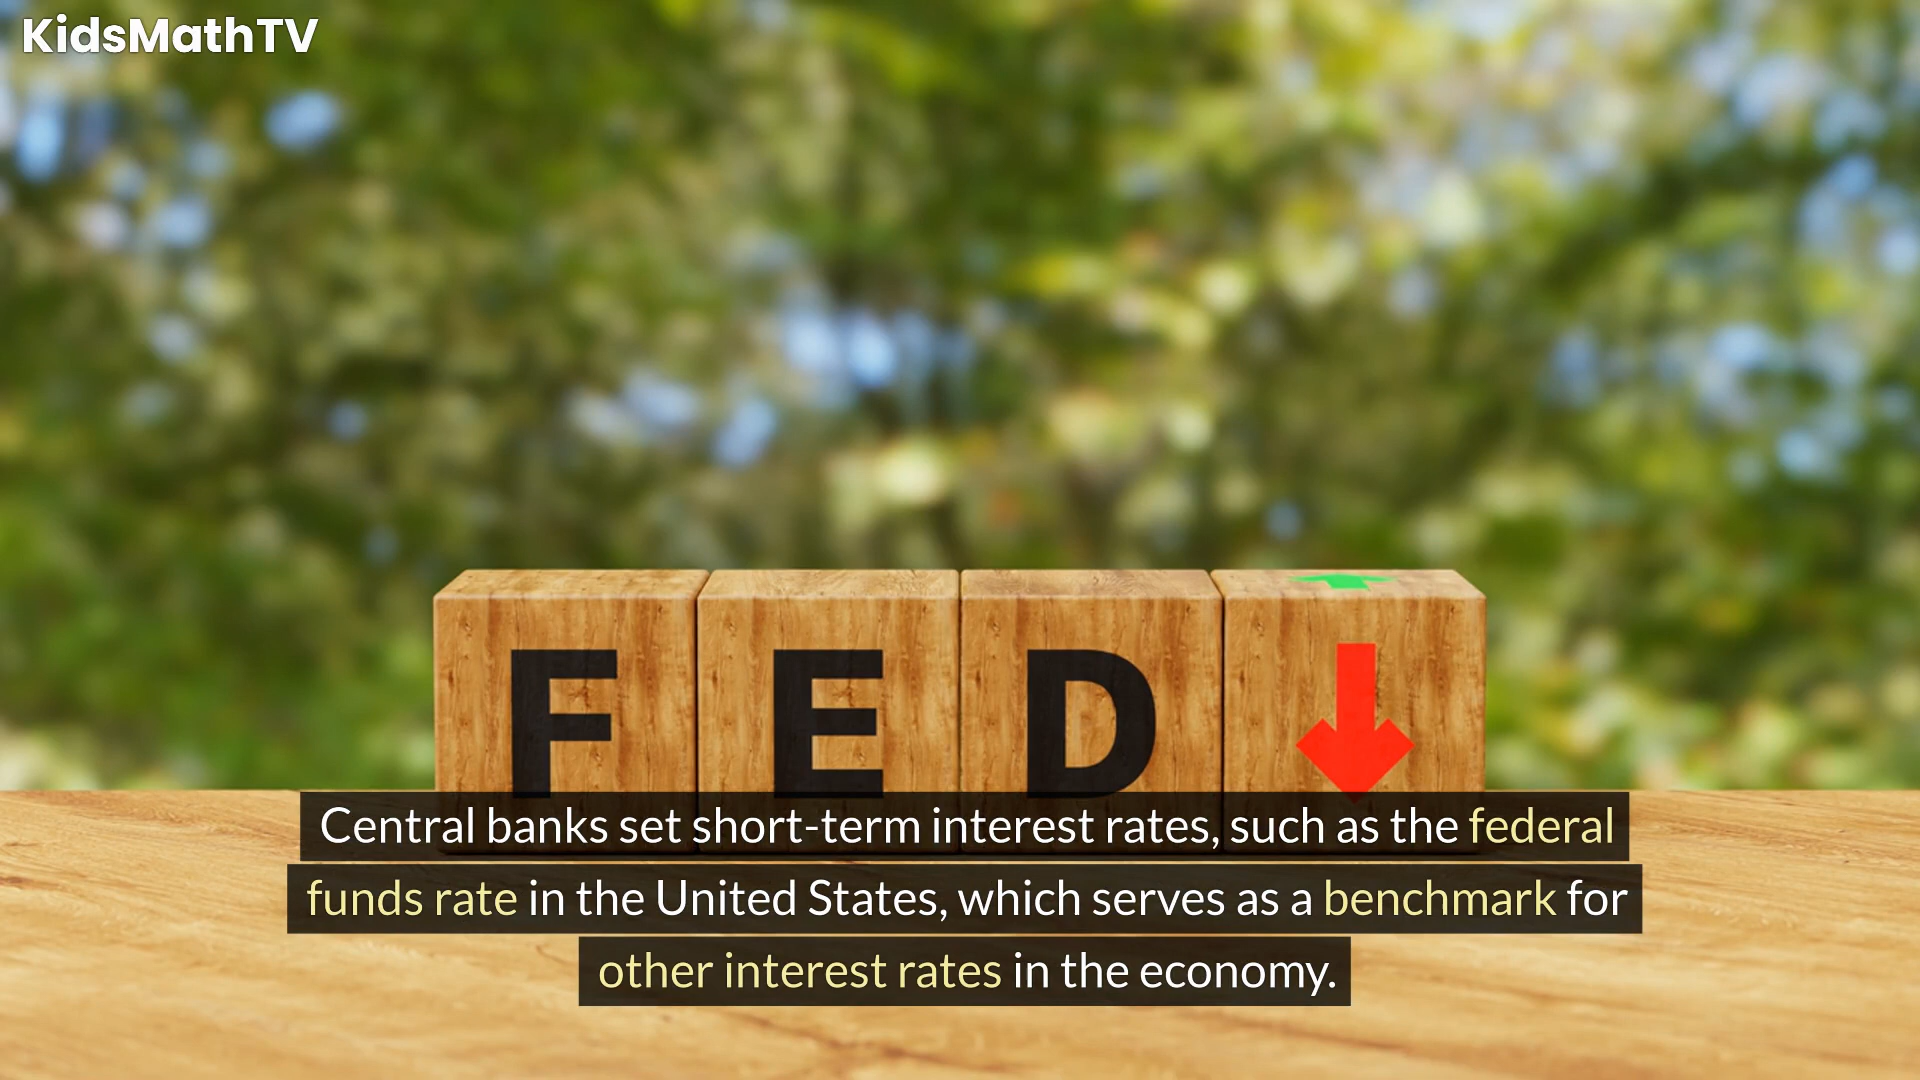 KidsMathTV
F E D
Central banks set short-term interest rates, such as the federal
funds rate in the United States, which serves as a benchmark for
other interest rates in the economy.